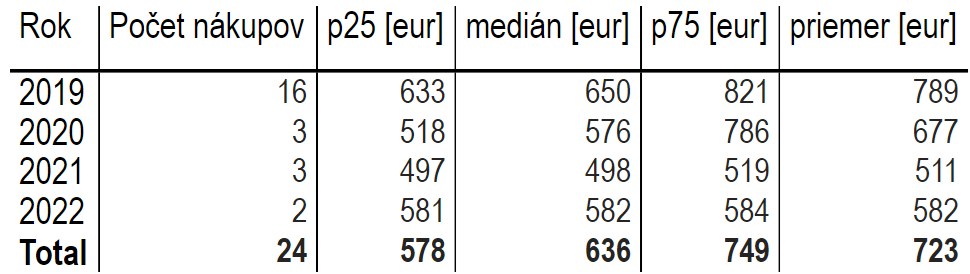 Rok Počet nákupov p25 [eur] medián [eur] p75 [eur] priemer [eur]
2019 16 633 650 821 789
2020 3 518 576 786 677
2021 3 497 498 519 511
2022 2 581 582 584 582
Total 24 578 636 749 723